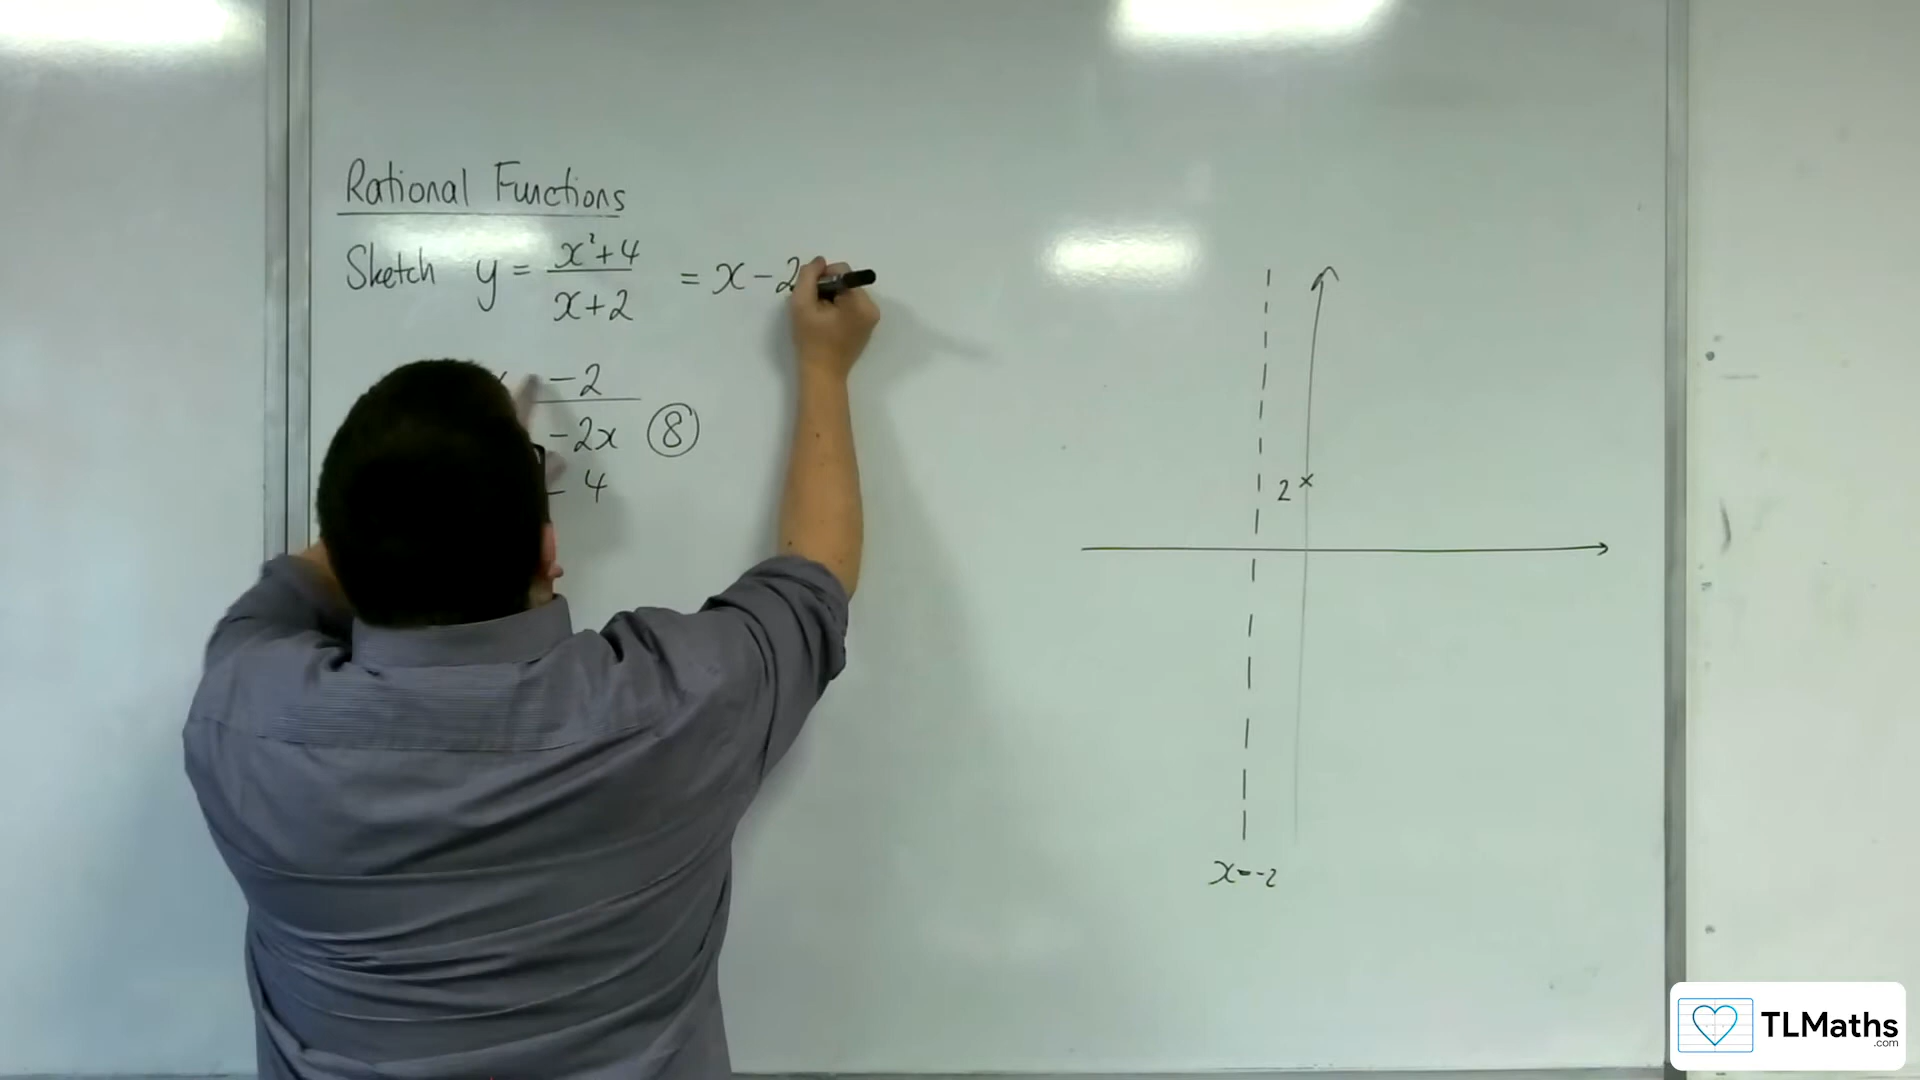 Rational Functions
Sketch y = x²+4 / x+2 = x-2
-2
-2x 8
-4
2
x=-2
TLMaths
.com